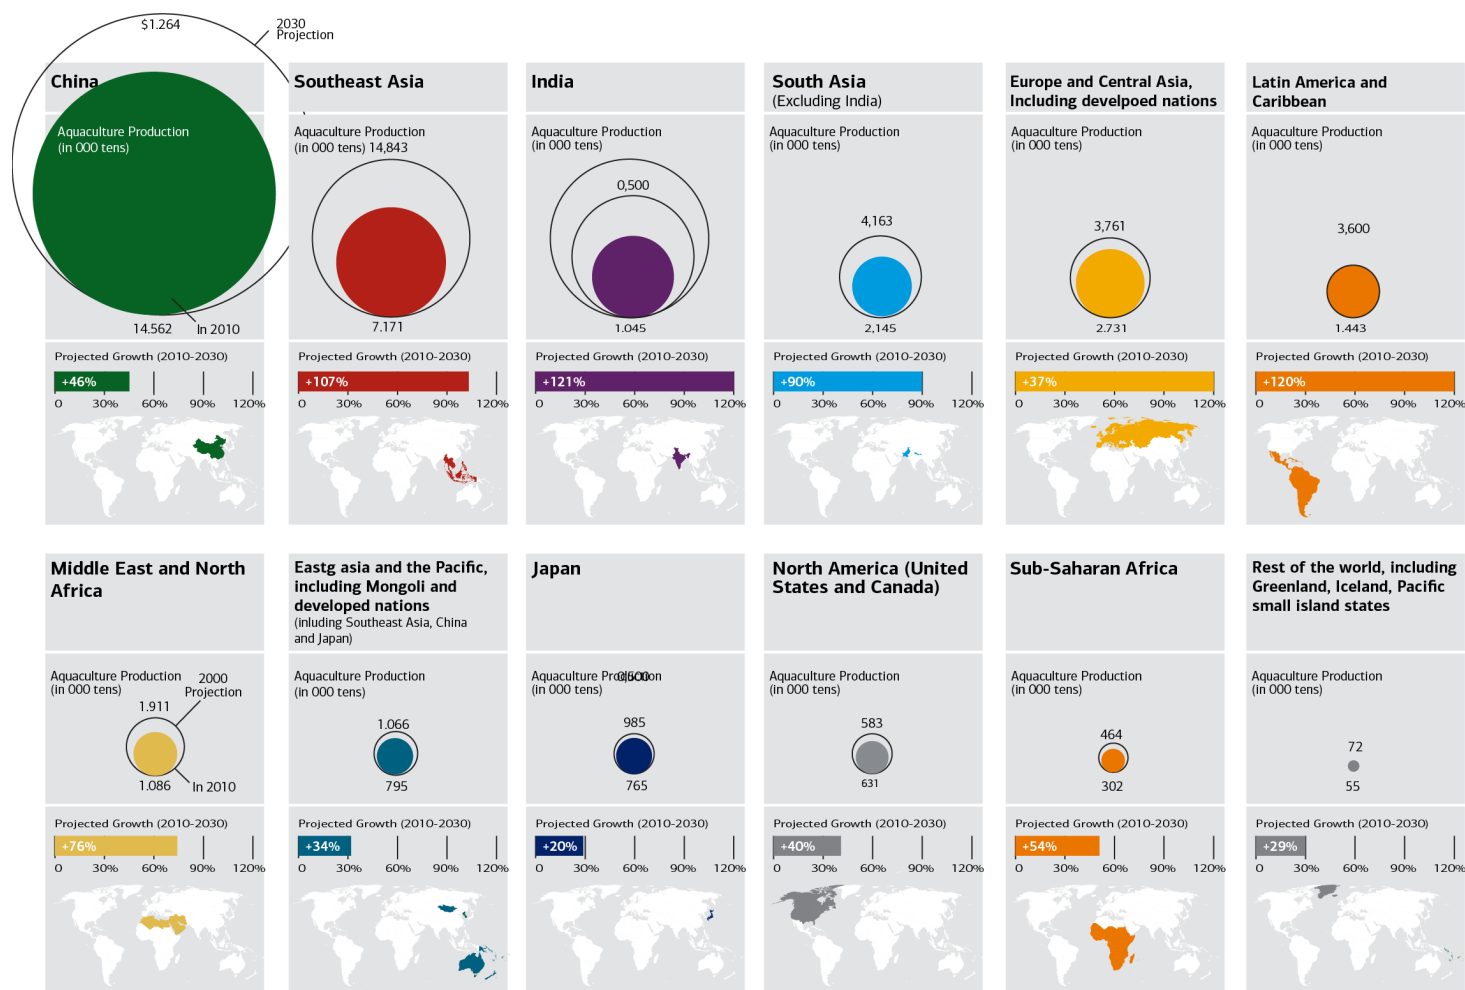 $1.264
2030
Projection
China
Aquaculture Production
(in 000 tens)
14.562
In 2010
Projected Growth (2010-2030)
+46%
0 30% 60% 90% 120%
Southeast Asia
Aquaculture Production
(in 000 tens) 14,843
7.171
Projected Growth (2010-2030)
+107%
0 30% 60% 90% 120%
India
Aquaculture Production
(in 000 tens)
0,500
1.045
Projected Growth (2010-2030)
+121%
0 30% 60% 90% 120%
South Asia
(Excluding India)
Aquaculture Production
(in 000 tens)
4,163
2,145
Projected Growth (2010-2030)
+90%
0 30% 60% 90% 120%
Europe and Central Asia,
Including develpoed nations
Aquaculture Production
(in 000 tens)
3,761
2.731
Projected Growth (2010-2030)
+37%
0 30% 60% 90% 120%
Latin America and
Caribbean
Aquaculture Production
(in 000 tens)
3,600
1.443
Projected Growth (2010-2030)
+120%
0 30% 60% 90% 120%
Middle East and North
Africa
Aquaculture Production
(in 000 tens)
2000
Projection
1.911
1.086
In 2010
Projected Growth (2010-2030)
+76%
0 30% 60% 90% 120%
Eastg asia and the Pacific,
including Mongoli and
developed nations
(inluding Southeast Asia, China
and Japan)
Aquaculture Production
(in 000 tens)
1.066
795
Projected Growth (2010-2030)
+34%
0 30% 60% 90% 120%
Japan
Aquaculture Production
(in 000 tens)
985
765
Projected Growth (2010-2030)
+20%
0 30% 60% 90% 120%
North America (United
States and Canada)
Aquaculture Production
(in 000 tens)
583
631
Projected Growth (2010-2030)
+40%
0 30% 60% 90% 120%
Sub-Saharan Africa
Aquaculture Production
(in 000 tens)
464
302
Projected Growth (2010-2030)
+54%
0 30% 60% 90% 120%
Rest of the world, including
Greenland, Iceland, Pacific
small island states
Aquaculture Production
(in 000 tens)
72
55
Projected Growth (2010-2030)
+29%
0 30% 60% 90% 120%